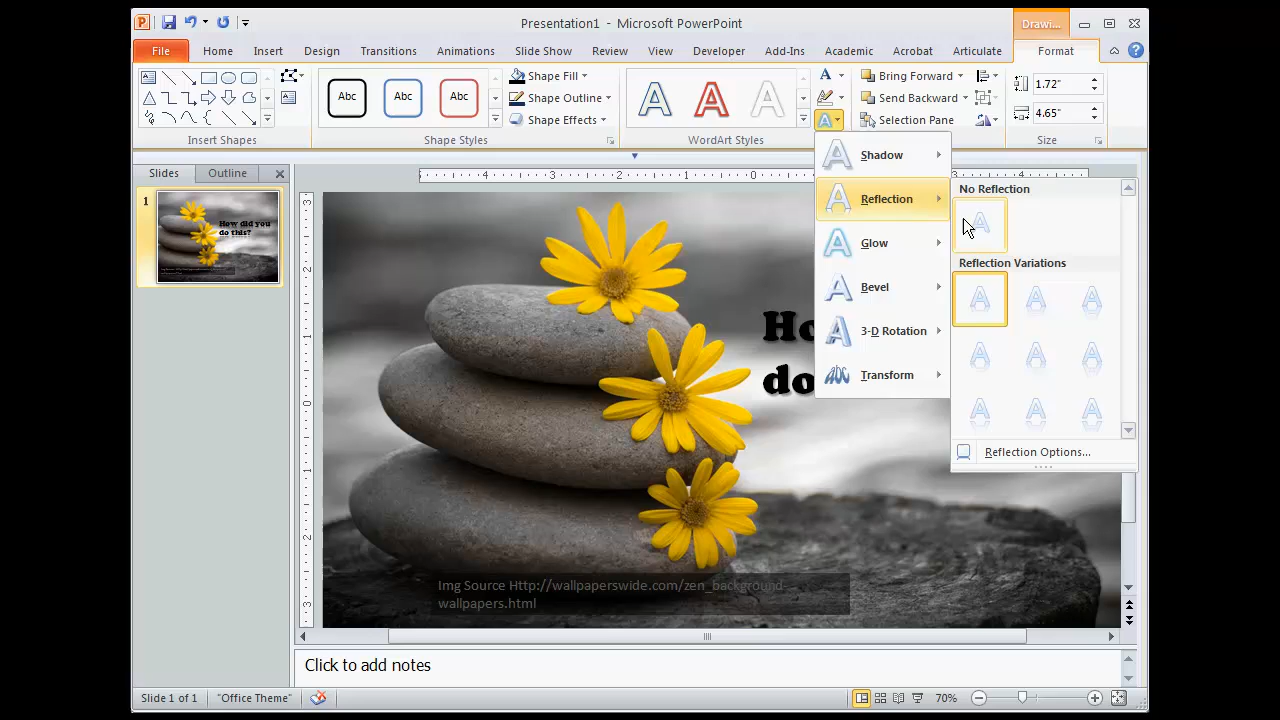 Presentation1 - Microsoft PowerPoint
Drawi...
File Home Insert Design Transitions Animations Slide Show Review View Developer Add-Ins Academic Acrobat Articulate Format
Abc Abc Abc
Shape Fill
Shape Outline
Shape Effects
Bring Forward
Send Backward
Selection Pane
1.72"
4.65"
Insert Shapes Shape Styles WordArt Styles Size
Slides Outline
1
How did you
do this?
Shadow
Reflection
Glow
Bevel
3-D Rotation
Transform
No Reflection
Reflection Variations
Reflection Options...
Ho
do
Img Source Http://wallpaperswide.com/zen_background-
wallpapers.html
Click to add notes
Slide 1 of 1 "Office Theme" 70%